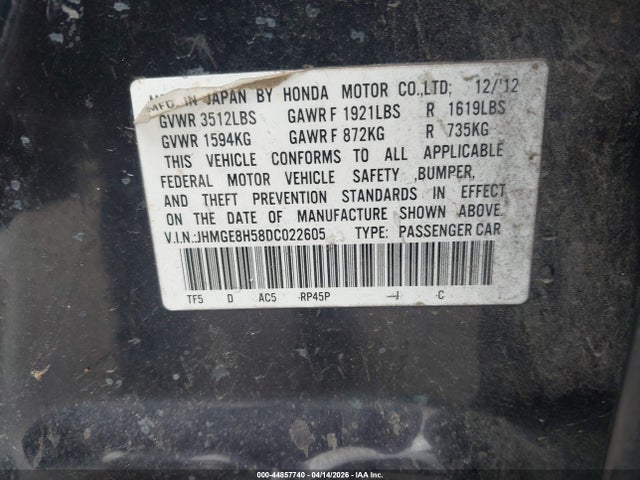 MFD. IN JAPAN BY HONDA MOTOR CO.,LTD; 12/'12
GVWR 3512LBS GAWR F 1921LBS R 1619LBS
GVWR 1594KG GAWR F 872KG R 735KG
THIS VEHICLE CONFORMS TO ALL APPLICABLE
FEDERAL MOTOR VEHICLE SAFETY ,BUMPER,
AND THEFT PREVENTION STANDARDS IN EFFECT
ON THE DATE OF MANUFACTURE SHOWN ABOVE.
V.I.N.:JHMGE8H58DC022605 TYPE: PASSENGER CAR
TF5 D AC5 RP45P -J C
© 2026 - 44857740 - 04/14/2026 - IAA Inc.